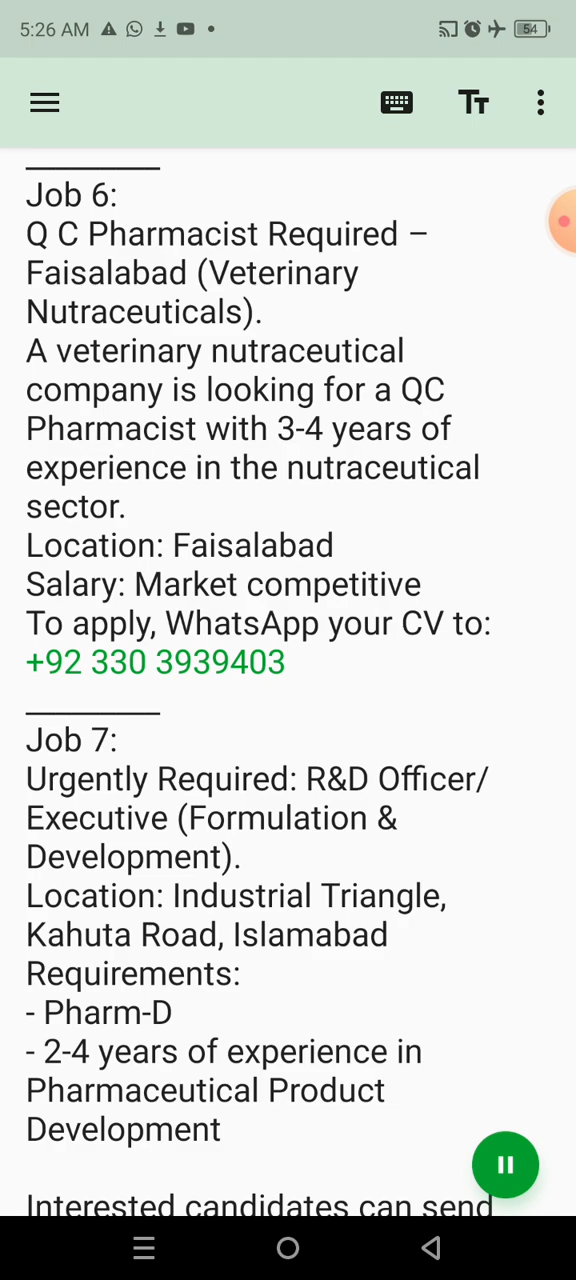 5:26 AM
54
TT
__________
Job 6:
Q C Pharmacist Required –
Faisalabad (Veterinary
Nutraceuticals).
A veterinary nutraceutical
company is looking for a QC
Pharmacist with 3-4 years of
experience in the nutraceutical
sector.
Location: Faisalabad
Salary: Market competitive
To apply, WhatsApp your CV to:
+92 330 3939403
__________
Job 7:
Urgently Required: R&D Officer/
Executive (Formulation &
Development).
Location: Industrial Triangle,
Kahuta Road, Islamabad
Requirements:
- Pharm-D
- 2-4 years of experience in
Pharmaceutical Product
Development
Interested candidates can send